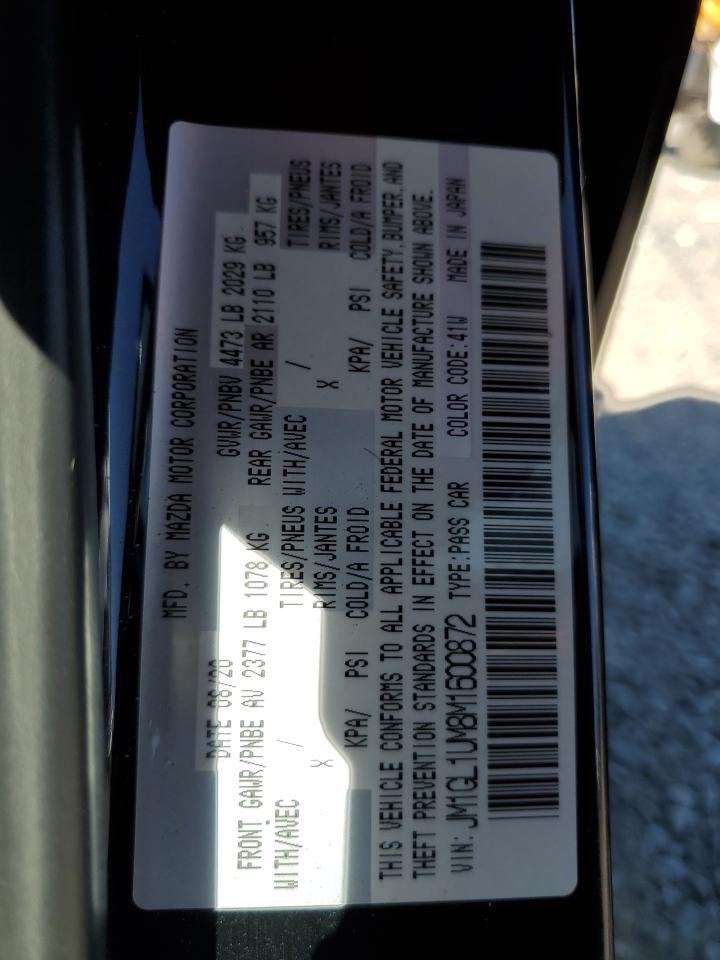 MFD. BY MAZDA MOTOR CORPORATION
DATE 08/20 GVWR/PNBV 4473 LB 2029 KG
FRONT GAWR/PNBE AV 2377 LB 1078 KG REAR GAWR/PNBE AR 2110 LB 957 KG
WITH/AVEC / TIRES/PNEUS WITH/AVEC / TIRES/PNEUS
X RIMS/JANTES X RIMS/JANTES
KPA/ PSI COLD/A FROID KPA/ PSI COLD/A FROID
THIS VEHICLE CONFORMS TO ALL APPLICABLE FEDERAL MOTOR VEHICLE SAFETY, BUMPER, AND
THEFT PREVENTION STANDARDS IN EFFECT ON THE DATE OF MANUFACTURE SHOWN ABOVE.
VIN: JM1GL1UM8M1600872 TYPE:PASS CAR COLOR CODE:41W MADE IN JAPAN